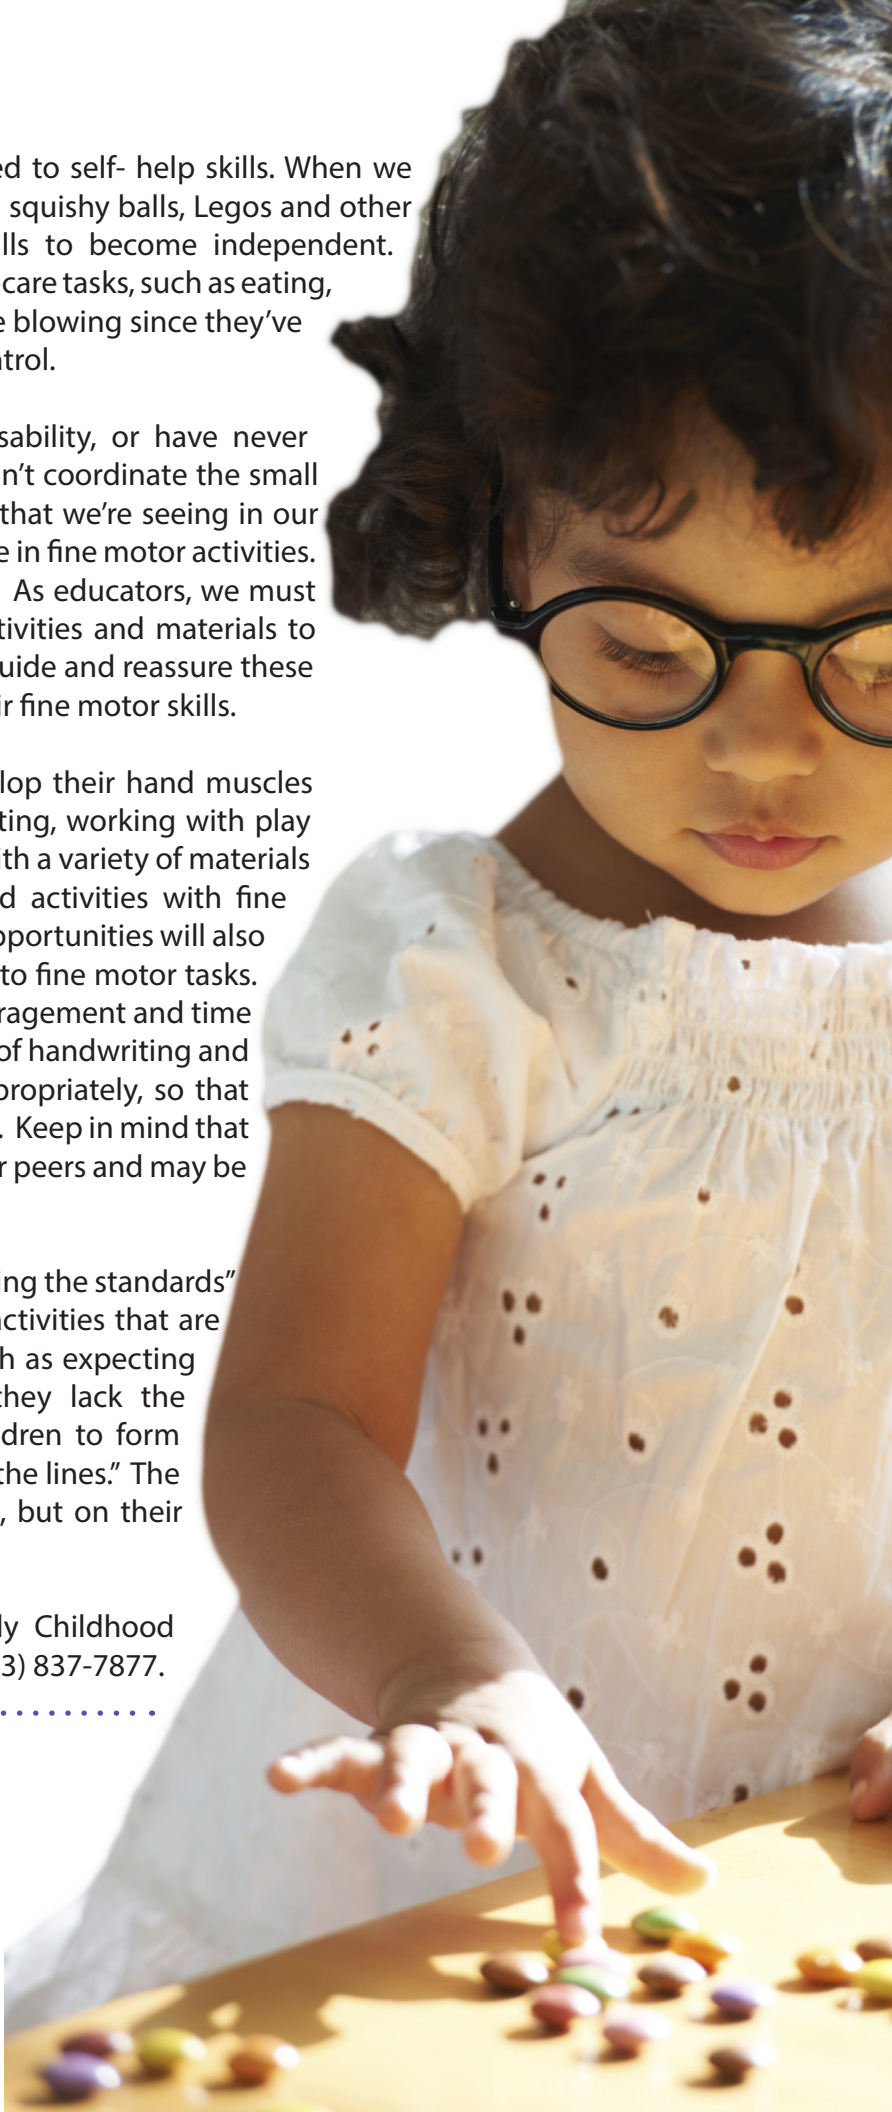 ed to self- help skills. When we
squishy balls, Legos and other
lls to become independent.
care tasks, such as eating,
e blowing since they've
trol.
sability, or have never
n't coordinate the small
that we're seeing in our
e in fine motor activities.
As educators, we must
tivities and materials to
uide and reassure these
ir fine motor skills.
lop their hand muscles
ting, working with play
ith a variety of materials
d activities with fine
pportunities will also
to fine motor tasks.
ragement and time
of handwriting and
propriately, so that
. Keep in mind that
r peers and may be
ing the standards"
activities that are
h as expecting
they lack the
dren to form
the lines." The
, but on their
ly Childhood
3) 837-7877.